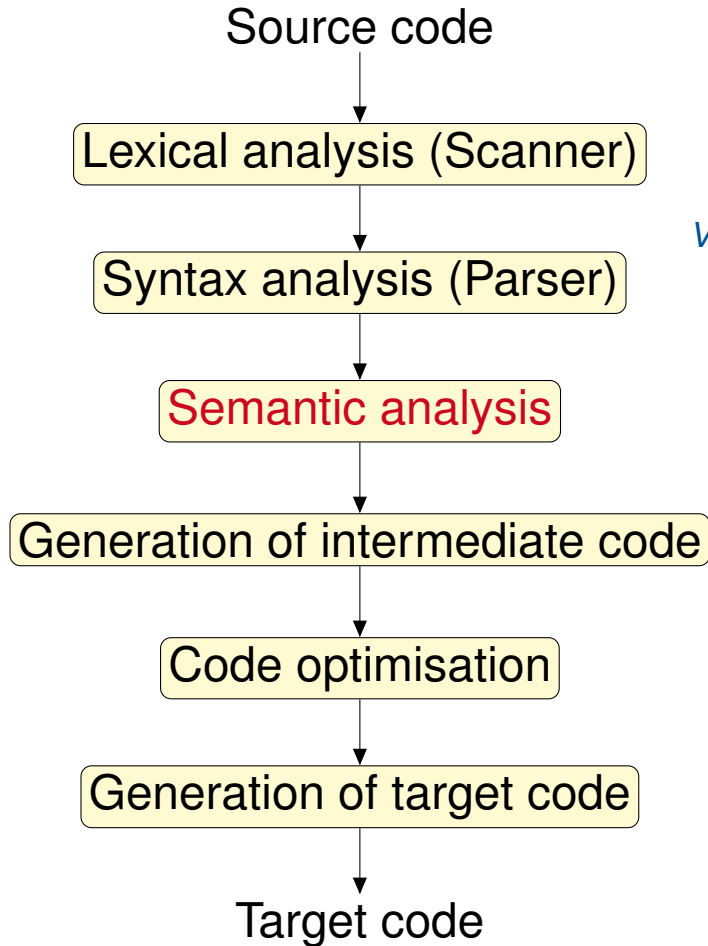 Source code
Lexical analysis (Scanner)
V
Syntax analysis (Parser)
Semantic analysis
Generation of intermediate code
Code optimisation
Generation of target code
Target code